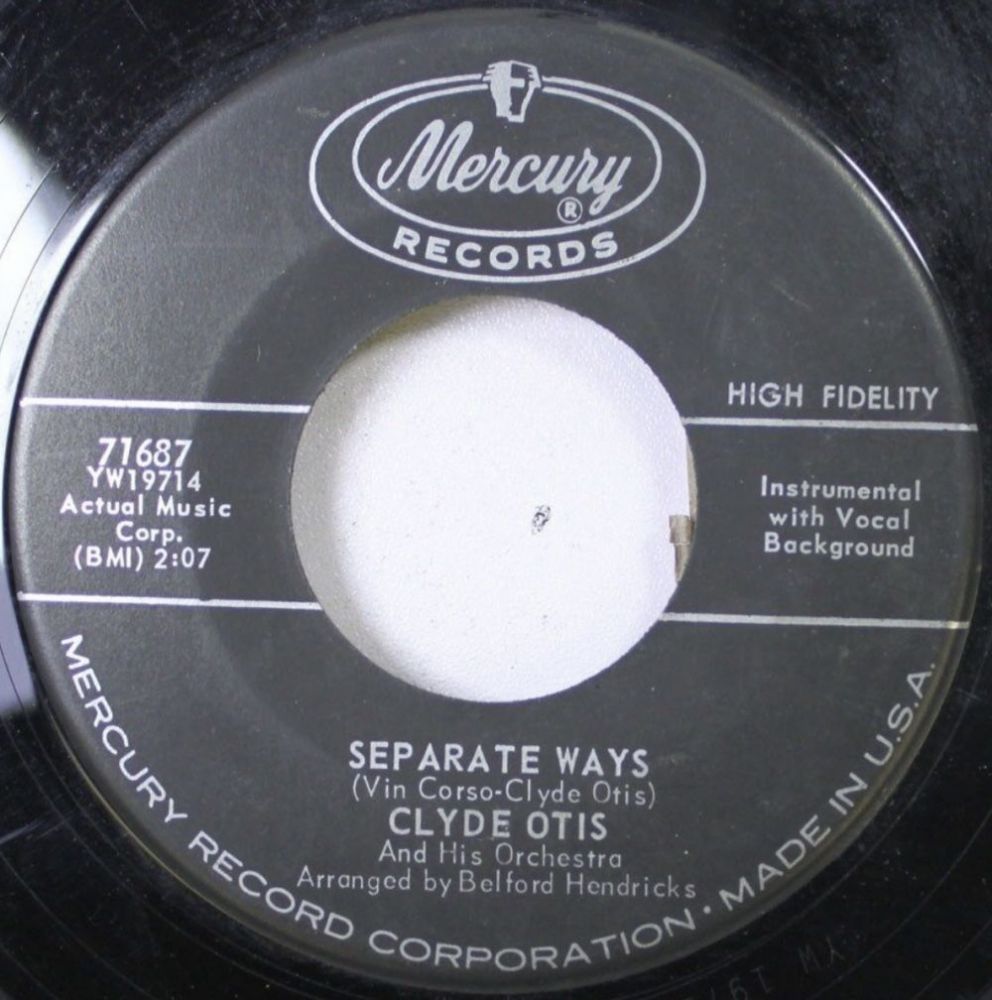 Mercury
®
RECORDS
HIGH FIDELITY
71687
YW19714
Actual Music
Corp.
(BMI) 2:07
Instrumental
with Vocal
Background
SEPARATE WAYS
(Vin Corso-Clyde Otis)
CLYDE OTIS
And His Orchestra
Arranged by Belford Hendricks
MERCURY RECORD CORPORATION • MADE IN U.S.A.